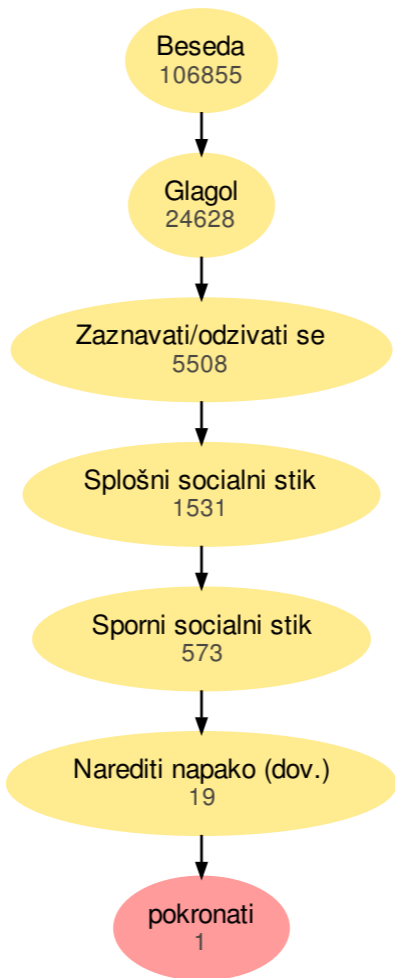 Beseda
106855
Glagol
24628
Zaznavati/odzivati se
5508
Splošni socialni stik
1531
Sporni socialni stik
573
Narediti napako (dov.)
19
pokronati
1